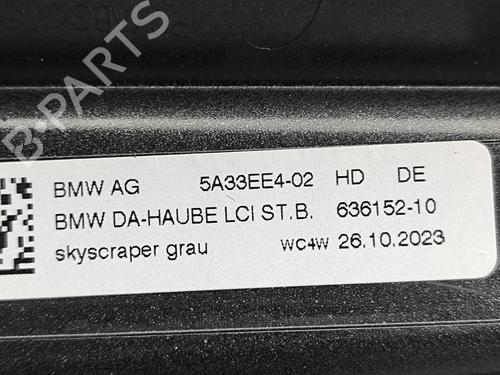 B-PARTS
BMW AG 5A33EE4-02 HD DE
BMW DA-HAUBE LCI ST.B. 636152-10
skyscraper grau WC4W 26.10.2023